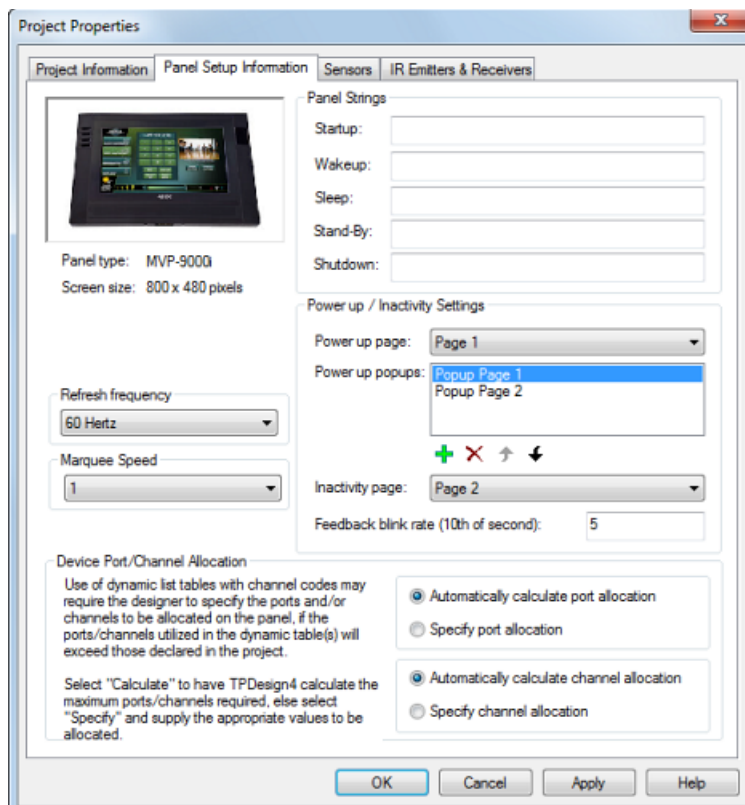 Project Properties
Project Information
Panel Setup Information
Sensors
IR Emitters & Receivers
Panel type: MVP-9000i
Screen size: 800 x 480 pixels
Refresh frequency
60 Hertz
Marquee Speed
1
Panel Strings
Startup:
Wakeup:
Sleep:
Stand-By:
Shutdown:
Power up / Inactivity Settings
Power up page: Page 1
Power up popups: Popup Page 1
Popup Page 2
Inactivity page: Page 2
Feedback blink rate (10th of second): 5
Device Port/Channel Allocation
Use of dynamic list tables with channel codes may
require the designer to specify the ports and/or
channels to be allocated on the panel, if the
ports/channels utilized in the dynamic table(s) will
exceed those declared in the project.
Select "Calculate" to have TPDesign4 calculate the
maximum ports/channels required, else select
"Specify" and supply the appropriate values to be
allocated.
Automatically calculate port allocation
Specify port allocation
Automatically calculate channel allocation
Specify channel allocation
OK
Cancel
Apply
Help